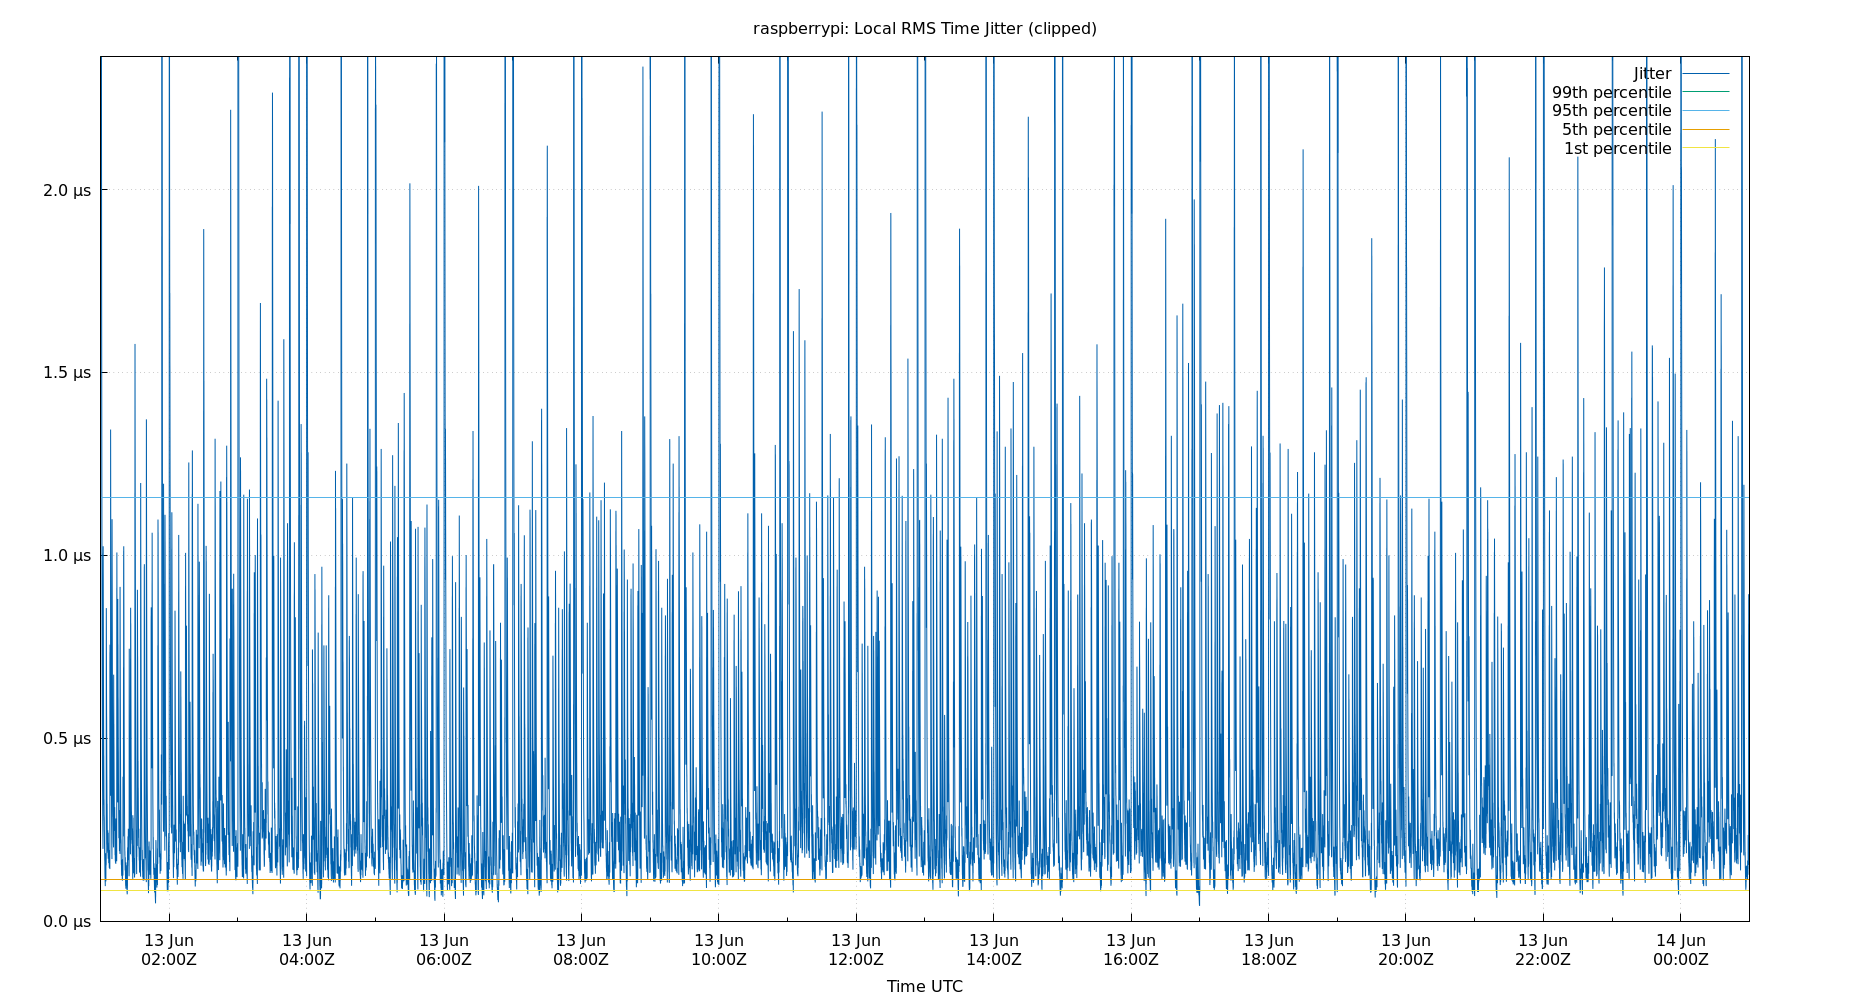 raspberrypi: Local RMS Time Jitter (clipped)
Jitter
99th percentile
95th percentile
5th percentile
1st percentile
2.0 µs
1.5 µs
1.0 µs
0.5 µs
0.0 µs
13 Jun 13 Jun 13 Jun 13 Jun 13 Jun 13 Jun 13 Jun 13 Jun 13 Jun 13 Jun 13 Jun 14 Jun
02:00Z 04:00Z 06:00Z 08:00Z 10:00Z 12:00Z 14:00Z 16:00Z 18:00Z 20:00Z 22:00Z 00:00Z
Time UTC